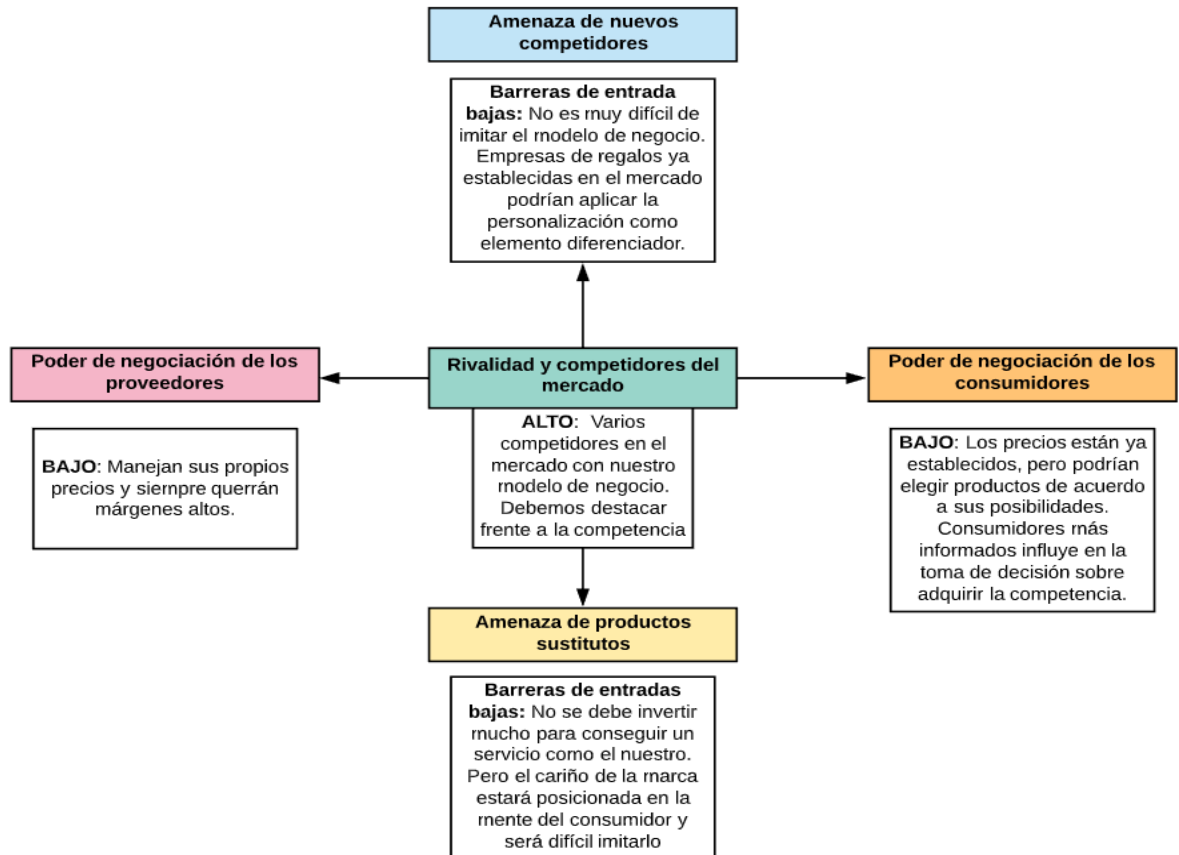 Amenaza de nuevos
competidores
Barreras de entrada
bajas: No es muy difícil de
imitar el modelo de negocio.
Empresas de regalos ya
establecidas en el mercado
podrían aplicar la
personalización como
elemento diferenciador.
Poder de negociación de los
proveedores
BAJO: Manejan sus propios
precios y siempre querrán
márgenes altos.
Rivalidad y competidores del
mercado
ALTO: Varios
competidores en el
mercado con nuestro
modelo de negocio.
Debemos destacar
frente a la competencia
Poder de negociación de los
consumidores
BAJO: Los precios están ya
establecidos, pero podrían
elegir productos de acuerdo
a sus posibilidades.
Consumidores más
informados influye en la
toma de decisión sobre
adquirir la competencia.
Amenaza de productos
sustitutos
Barreras de entradas
bajas: No se debe invertir
mucho para conseguir un
servicio como el nuestro.
Pero el cariño de la marca
estará posicionada en la
mente del consumidor y
será difícil imitarlo